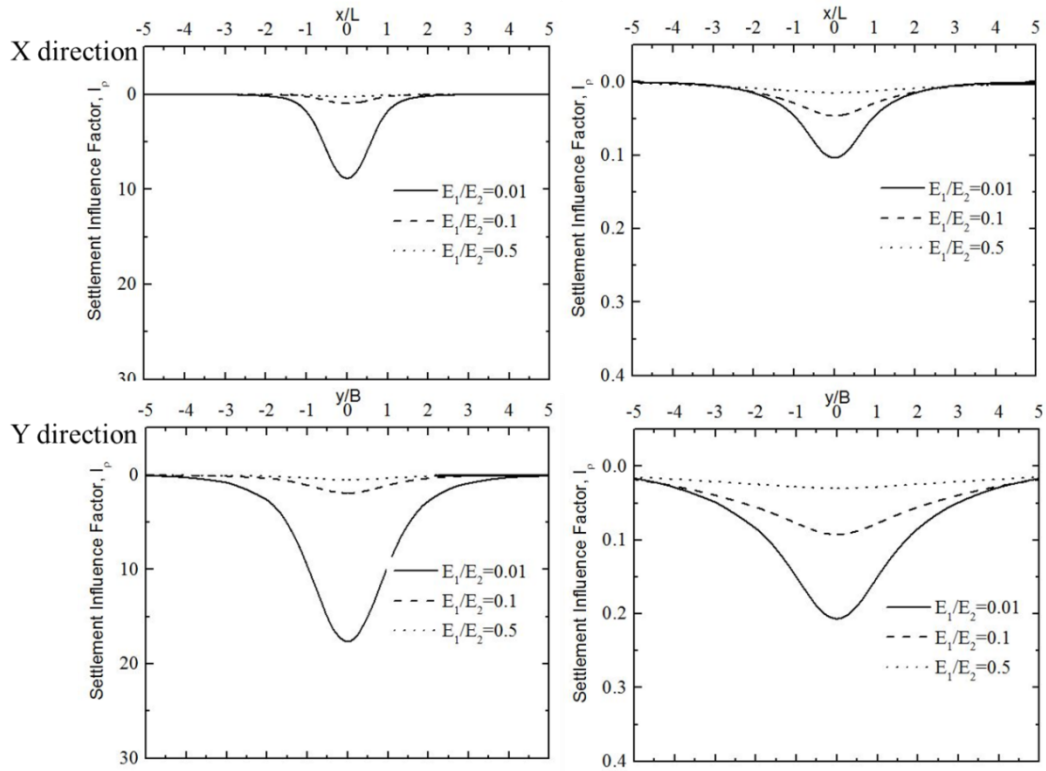 X direction
x/L
-5 -4 -3 -2 -1 0 1 2 3 4 5
Settlement Influence Factor, Iρ
0
10
20
30
E1/E2=0.01
E1/E2=0.1
E1/E2=0.5
x/L
-5 -4 -3 -2 -1 0 1 2 3 4 5
Settlement Influence Factor, Iρ
0.0
0.1
0.2
0.3
0.4
E1/E2=0.01
E1/E2=0.1
E1/E2=0.5
Y direction
y/B
-5 -4 -3 -2 -1 0 1 2 3 4 5
Settlement Influence Factor, Iρ
0
10
20
30
E1/E2=0.01
E1/E2=0.1
E1/E2=0.5
y/B
-5 -4 -3 -2 -1 0 1 2 3 4 5
Settlement Influence Factor, Iρ
0.0
0.1
0.2
0.3
0.4
E1/E2=0.01
E1/E2=0.1
E1/E2=0.5